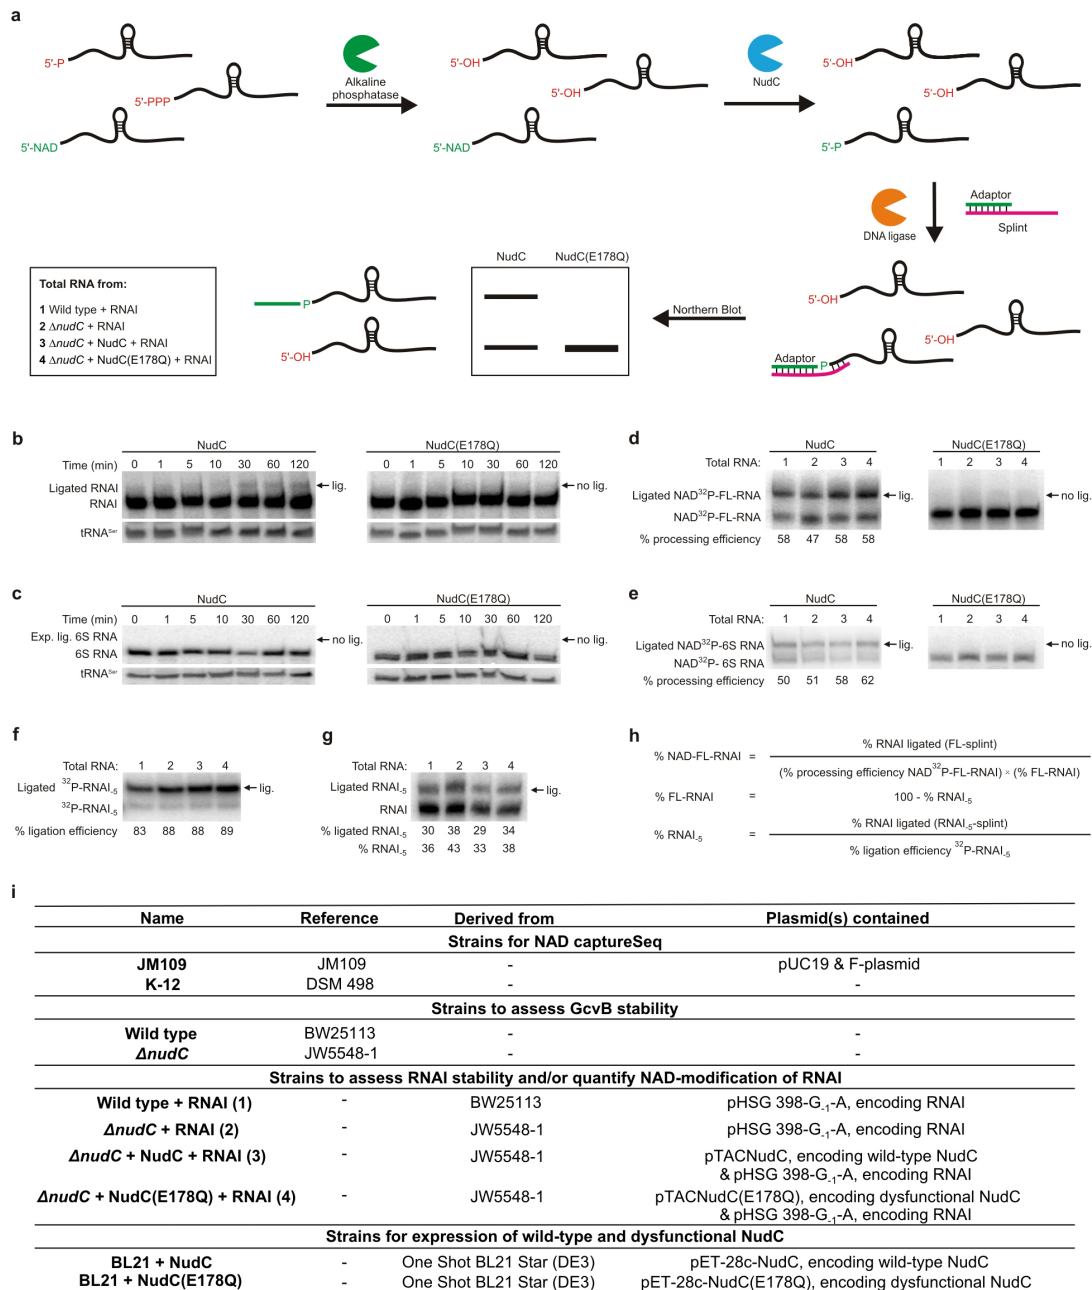 a
5'-P
5'-PPP
5'-NAD
Alkaline
phosphatase
5'-OH
5'-OH
5'-NAD
NudC
5'-OH
5'-OH
5'-P
DNA ligase
Adaptor
Splint
Total RNA from:
1 Wild type + RNAI
2 ΔnudC + RNAI
3 ΔnudC + NudC + RNAI
4 ΔnudC + NudC(E178Q) + RNAI
P
5'-OH
NudC NudC(E178Q)
Northern Blot
5'-OH
5'-OH
Adaptor P
b
NudC NudC(E178Q)
Time (min) 0 1 5 10 30 60 120 0 1 5 10 30 60 120
Ligated RNAI lig. no lig.
RNAI
tRNASer
c
NudC NudC(E178Q)
Time (min) 0 1 5 10 30 60 120 0 1 5 10 30 60 120
Exp. lig. 6S RNA no lig. no lig.
6S RNA
tRNASer
d
NudC NudC(E178Q)
Total RNA: 1 2 3 4 1 2 3 4
Ligated NAD32P-FL-RNA lig. no lig.
NAD32P-FL-RNA
% processing efficiency 58 47 58 58
e
NudC NudC(E178Q)
Total RNA: 1 2 3 4 1 2 3 4
Ligated NAD32P-6S RNA lig. no lig.
NAD32P- 6S RNA
% processing efficiency 50 51 58 62
f
Total RNA: 1 2 3 4
Ligated 32P-RNAI-5 lig.
32P-RNAI-5
% ligation efficiency 83 88 88 89
g
Total RNA: 1 2 3 4
Ligated RNAI-5 lig.
RNAI
% ligated RNAI-5 30 38 29 34
% RNAI-5 36 43 33 38
h
% NAD-FL-RNAI = % RNAI ligated (FL-splint)
(% processing efficiency NAD32P-FL-RNAI) × (% FL-RNAI)
% FL-RNAI = 100 - % RNAI-5
% RNAI-5 = % RNAI ligated (RNAI-5-splint)
% ligation efficiency 32P-RNAI-5
i
Name Reference Derived from Plasmid(s) contained
Strains for NAD captureSeq
JM109 JM109 - pUC19 & F-plasmid
K-12 DSM 498 - -
Strains to assess GcvB stability
Wild type BW25113 - -
ΔnudC JW5548-1 - -
Strains to assess RNAI stability and/or quantify NAD-modification of RNAI
Wild type + RNAI (1) - BW25113 pHSG 398-G-1-A, encoding RNAI
ΔnudC + RNAI (2) - JW5548-1 pHSG 398-G-1-A, encoding RNAI
ΔnudC + NudC + RNAI (3) - JW5548-1 pTACNudC, encoding wild-type NudC
& pHSG 398-G-1-A, encoding RNAI
ΔnudC + NudC(E178Q) + RNAI (4) - JW5548-1 pTACNudC(E178Q), encoding dysfunctional NudC
& pHSG 398-G-1-A, encoding RNAI
Strains for expression of wild-type and dysfunctional NudC
BL21 + NudC - One Shot BL21 Star (DE3) pET-28c-NudC, encoding wild-type NudC
BL21 + NudC(E178Q) - One Shot BL21 Star (DE3) pET-28c-NudC(E178Q), encoding dysfunctional NudC